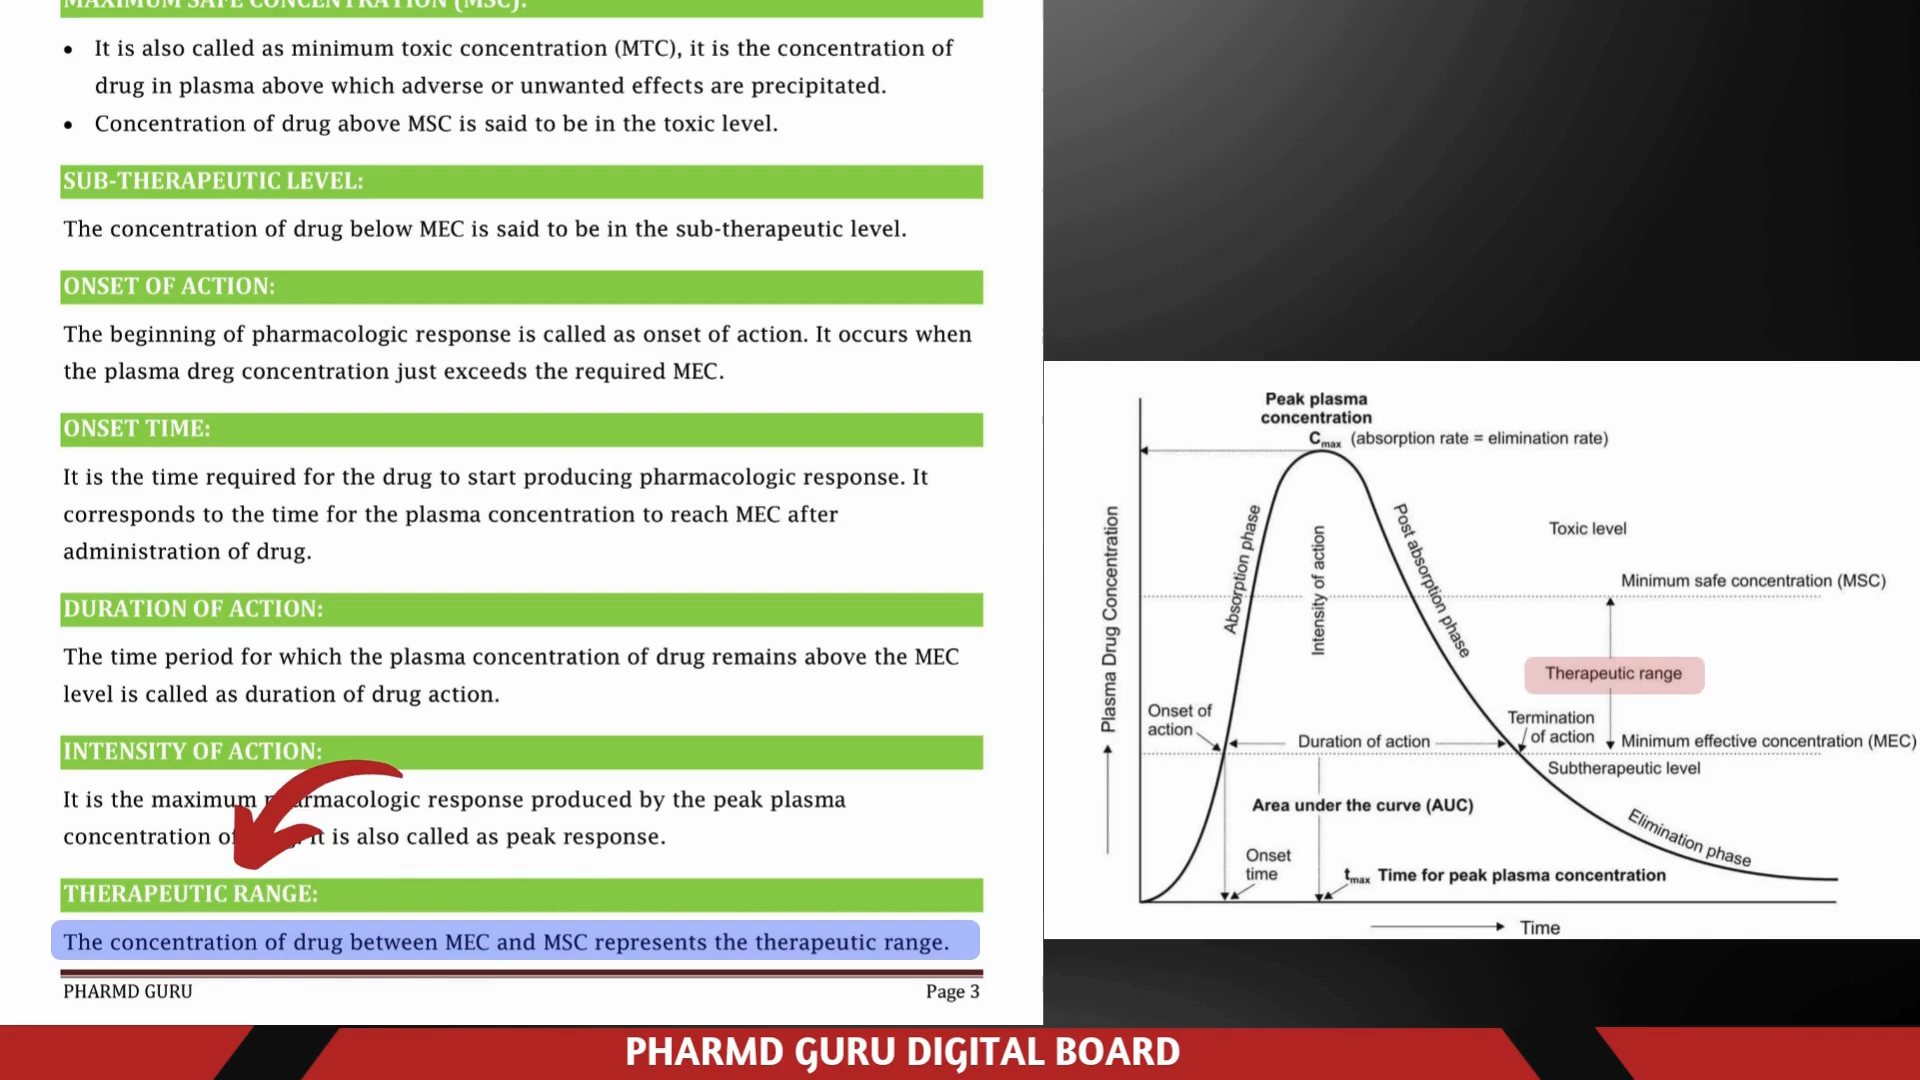 MAXIMUM SAFE CONCENTRATION (MSC):
• It is also called as minimum toxic concentration (MTC), it is the concentration of
drug in plasma above which adverse or unwanted effects are precipitated.
• Concentration of drug above MSC is said to be in the toxic level.
SUB-THERAPEUTIC LEVEL:
The concentration of drug below MEC is said to be in the sub-therapeutic level.
ONSET OF ACTION:
The beginning of pharmacologic response is called as onset of action. It occurs when
the plasma dreg concentration just exceeds the required MEC.
ONSET TIME:
It is the time required for the drug to start producing pharmacologic response. It
corresponds to the time for the plasma concentration to reach MEC after
administration of drug.
DURATION OF ACTION:
The time period for which the plasma concentration of drug remains above the MEC
level is called as duration of drug action.
INTENSITY OF ACTION:
It is the maximum pharmacologic response produced by the peak plasma
concentration of It is also called as peak response.
THERAPEUTIC RANGE:
The concentration of drug between MEC and MSC represents the therapeutic range.
PHARMD GURU Page 3
Peak plasma
concentration
Cmax (absorption rate = elimination rate)
Plasma Drug Concentration
Absorption phase
Intensity of action
Post absorption phase
Toxic level
Minimum safe concentration (MSC)
Therapeutic range
Onset of
action
Duration of action
Termination
of action
Minimum effective concentration (MEC)
Subtherapeutic level
Area under the curve (AUC)
Elimination phase
Onset
time
tmax Time for peak plasma concentration
Time
PHARMD GURU DIGITAL BOARD